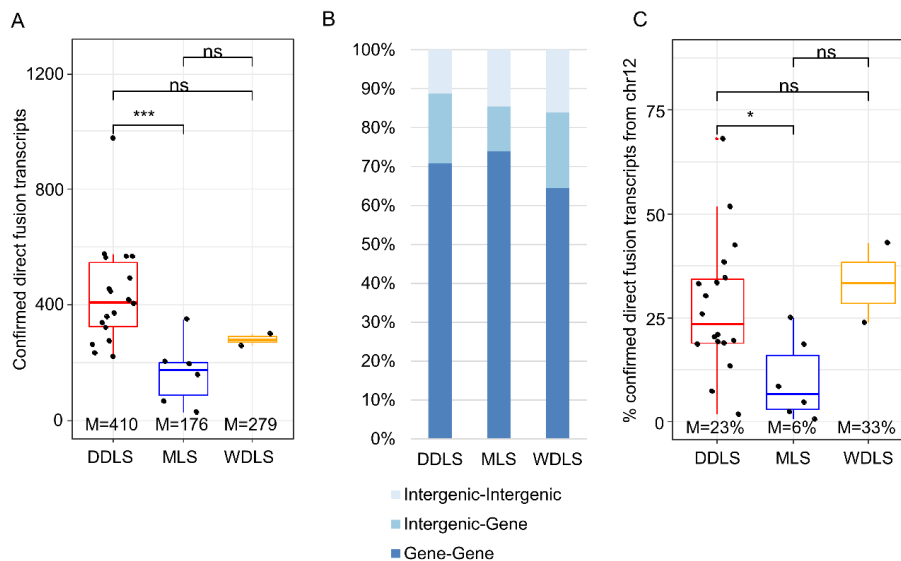 A
Confirmed direct fusion transcripts
1200
800
400
0
ns
ns
***
M=410 M=176 M=279
DDLS MLS WDLS
B
100%
90%
80%
70%
60%
50%
40%
30%
20%
10%
0%
DDLS MLS WDLS
Intergenic-Intergenic
Intergenic-Gene
Gene-Gene
C
% confirmed direct fusion transcripts from chr12
75
50
25
0
ns
ns
*
M=23% M=6% M=33%
DDLS MLS WDLS